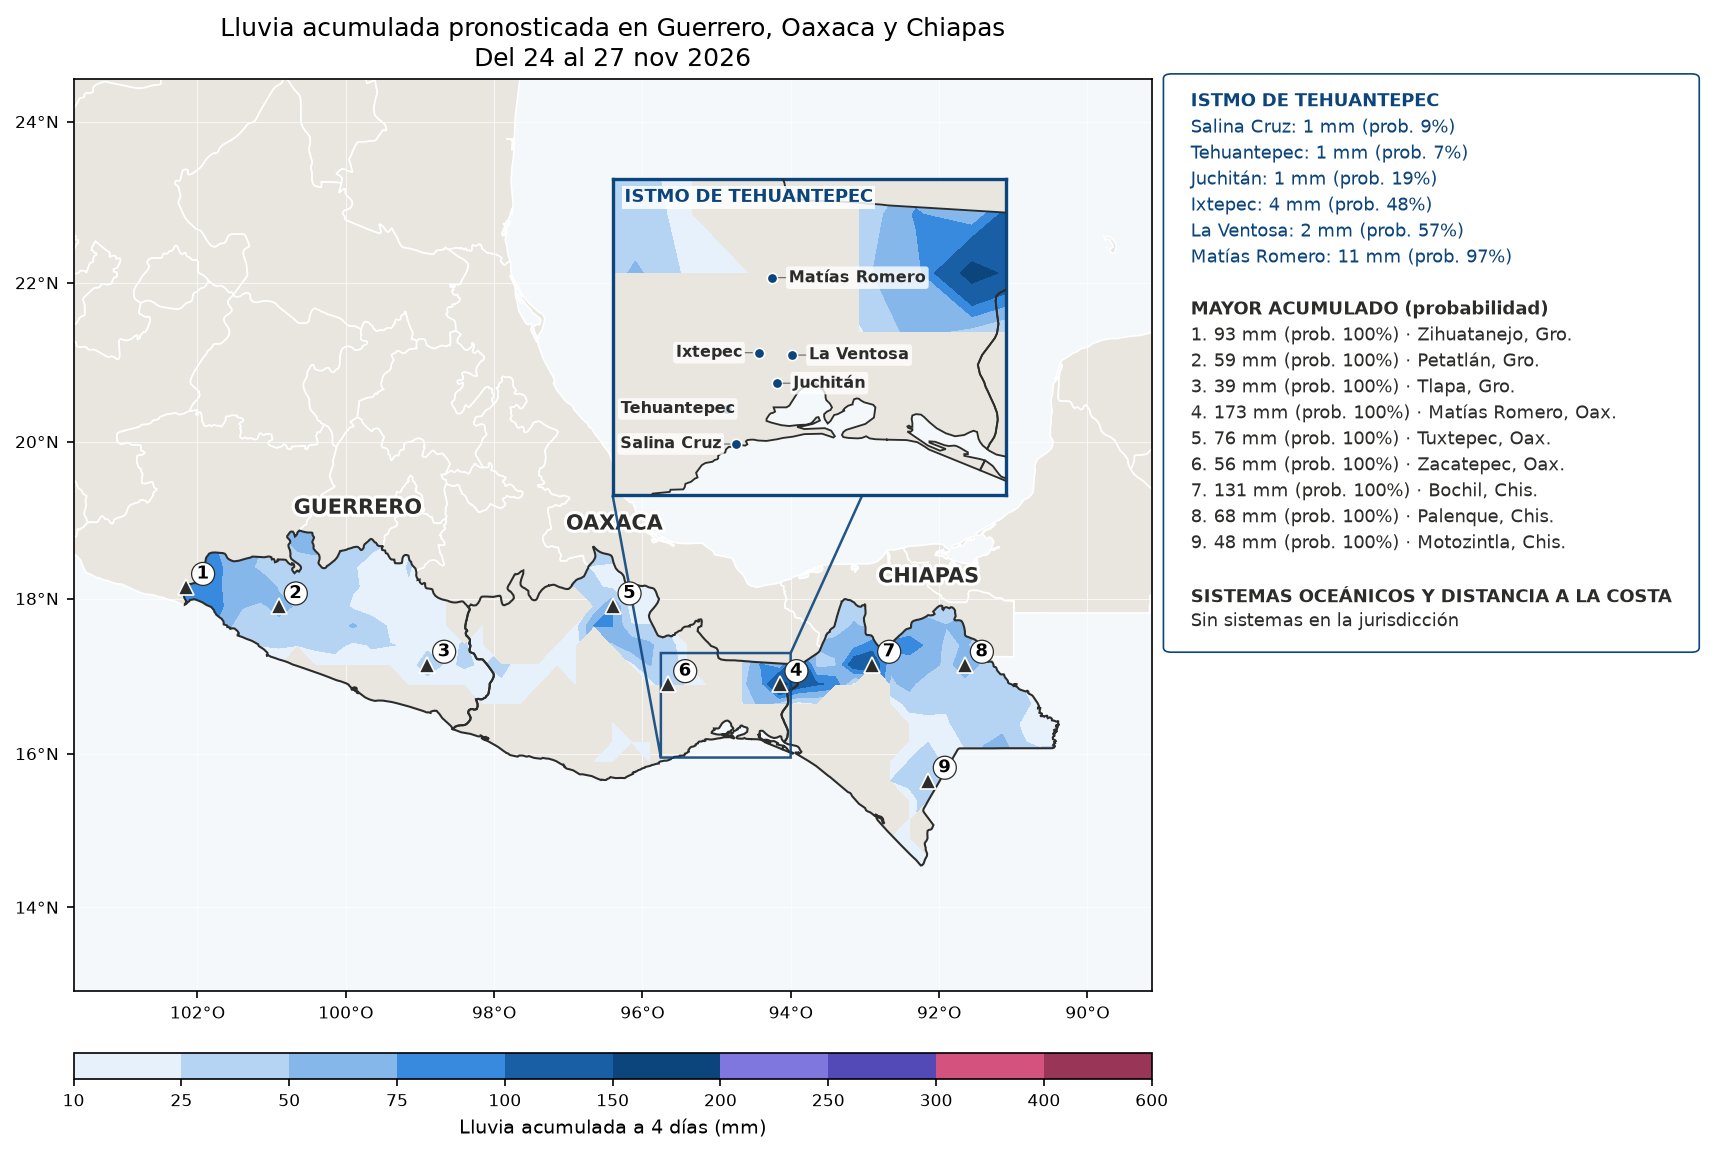 Lluvia acumulada pronosticada en Guerrero, Oaxaca y Chiapas
Del 24 al 27 nov 2026
24°N
22°N
20°N
18°N
16°N
14°N
102°O
100°O
98°O
96°O
94°O
92°O
90°O
ISTMO DE TEHUANTEPEC
Matías Romero
Ixtepec
La Ventosa
Juchitán
Tehuantepec
Salina Cruz
GUERRERO
OAXACA
CHIAPAS
1
2
3
5
6
4
7
8
9
ISTMO DE TEHUANTEPEC
Salina Cruz: 1 mm (prob. 9%)
Tehuantepec: 1 mm (prob. 7%)
Juchitán: 1 mm (prob. 19%)
Ixtepec: 4 mm (prob. 48%)
La Ventosa: 2 mm (prob. 57%)
Matías Romero: 11 mm (prob. 97%)
MAYOR ACUMULADO (probabilidad)
1. 93 mm (prob. 100%) · Zihuatanejo, Gro.
2. 59 mm (prob. 100%) · Petatlán, Gro.
3. 39 mm (prob. 100%) · Tlapa, Gro.
4. 173 mm (prob. 100%) · Matías Romero, Oax.
5. 76 mm (prob. 100%) · Tuxtepec, Oax.
6. 56 mm (prob. 100%) · Zacatepec, Oax.
7. 131 mm (prob. 100%) · Bochil, Chis.
8. 68 mm (prob. 100%) · Palenque, Chis.
9. 48 mm (prob. 100%) · Motozintla, Chis.
SISTEMAS OCEÁNICOS Y DISTANCIA A LA COSTA
Sin sistemas en la jurisdicción
10 25 50 75 100 150 200 250 300 400 600
Lluvia acumulada a 4 días (mm)